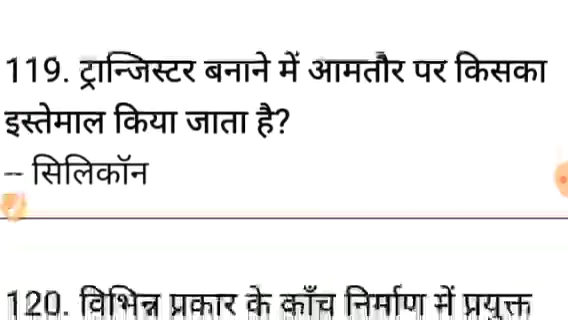 119. ट्रान्जिस्टर बनाने में आमतौर पर किसका
इस्तेमाल किया जाता है?
-- सिलिकॉन
120. विभिन्न प्रकार के काँच निर्माण में प्रयुक्त